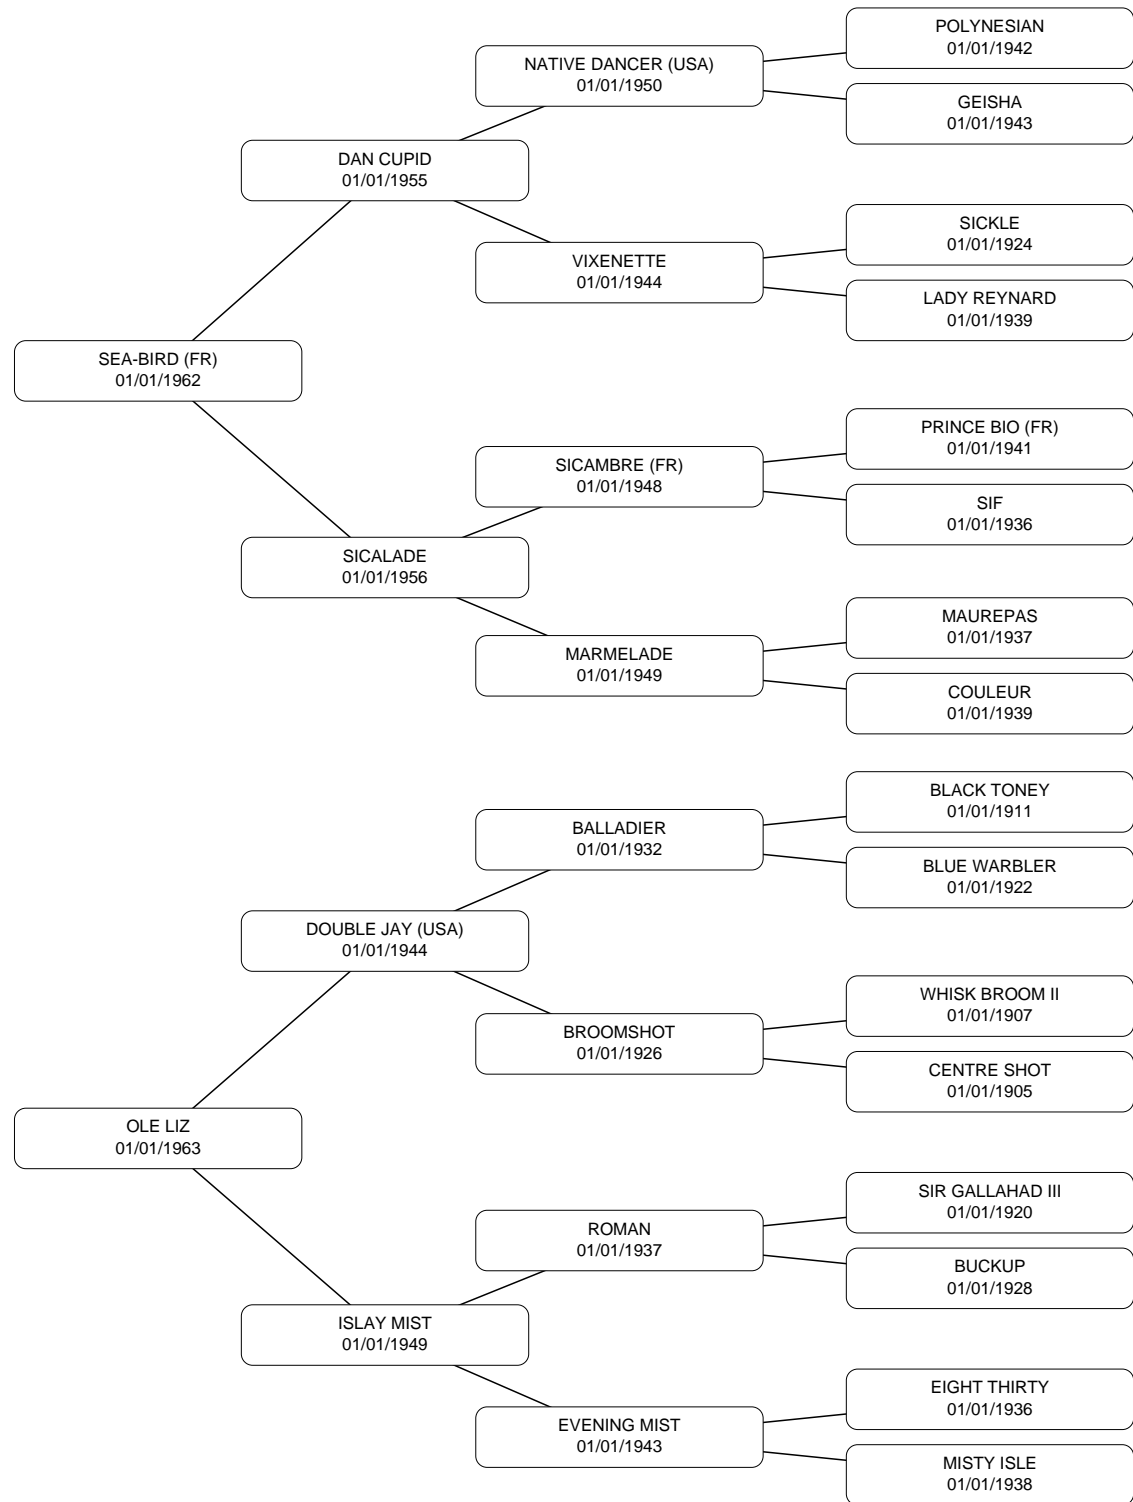 POLYNESIAN
01/01/1942
NATIVE DANCER (USA)
01/01/1950
GEISHA
01/01/1943
DAN CUPID
01/01/1955
SICKLE
01/01/1924
VIXENETTE
01/01/1944
LADY REYNARD
01/01/1939
SEA-BIRD (FR)
01/01/1962
PRINCE BIO (FR)
01/01/1941
SICAMBRE (FR)
01/01/1948
SIF
01/01/1936
SICALADE
01/01/1956
MAUREPAS
01/01/1937
MARMELADE
01/01/1949
COULEUR
01/01/1939
BLACK TONEY
01/01/1911
BALLADIER
01/01/1932
BLUE WARBLER
01/01/1922
DOUBLE JAY (USA)
01/01/1944
WHISK BROOM II
01/01/1907
BROOMSHOT
01/01/1926
CENTRE SHOT
01/01/1905
OLE LIZ
01/01/1963
SIR GALLAHAD III
01/01/1920
ROMAN
01/01/1937
BUCKUP
01/01/1928
ISLAY MIST
01/01/1949
EIGHT THIRTY
01/01/1936
EVENING MIST
01/01/1943
MISTY ISLE
01/01/1938